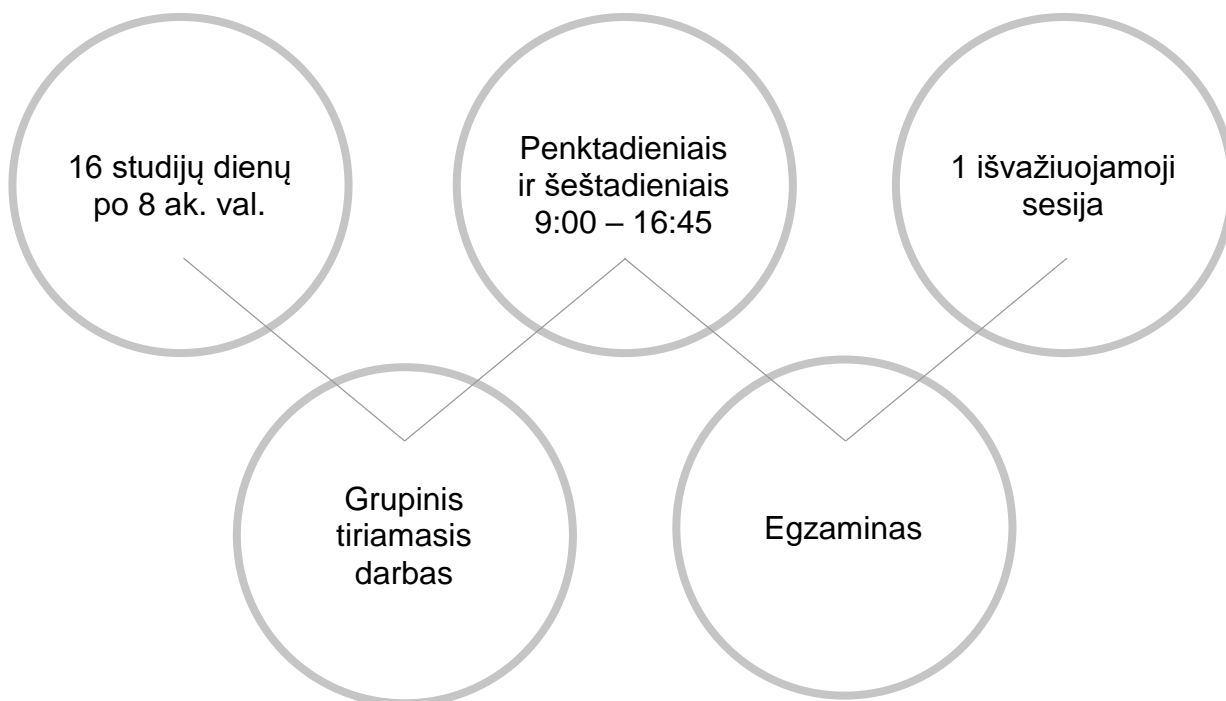 16 studijų dienų
po 8 ak. val.
Penktadieniais
ir šeštadieniais
9:00 – 16:45
1 išvažiuojamoji
sesija
Grupinis
tiriamasis
darbas
Egzaminas